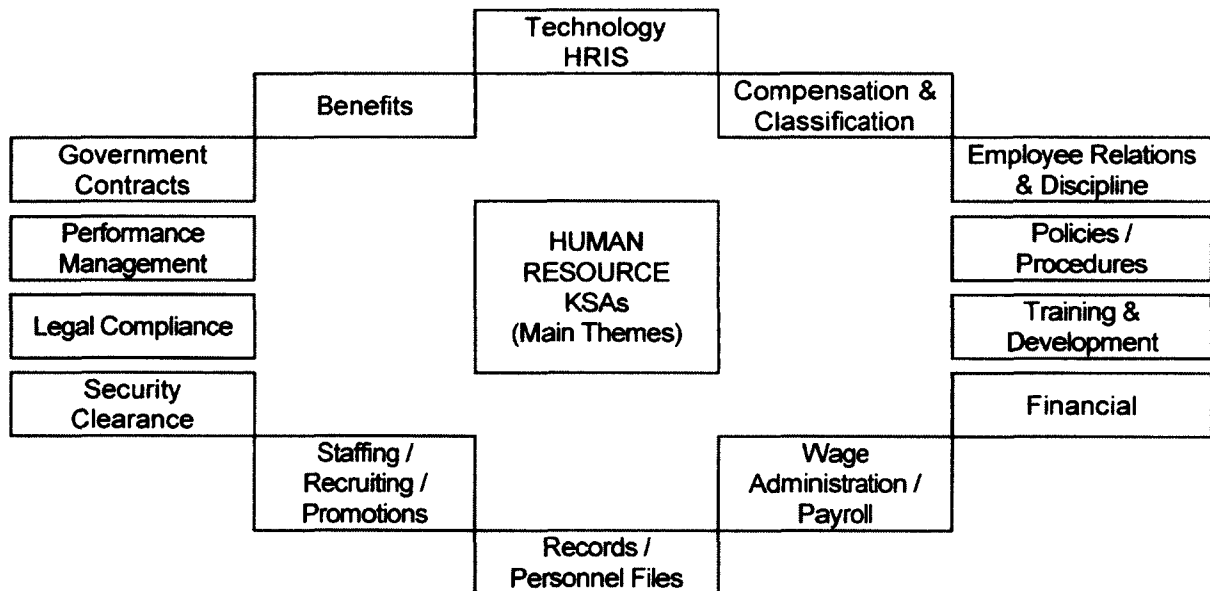 Technology
HRIS
Benefits
Compensation &
Classification
Government
Contracts
Employee Relations
& Discipline
Performance
Management
HUMAN
RESOURCE
KSAs
(Main Themes)
Policies /
Procedures
Legal Compliance
Training &
Development
Security
Clearance
Financial
Staffing /
Recruiting /
Promotions
Wage
Administration /
Payroll
Records /
Personnel Files